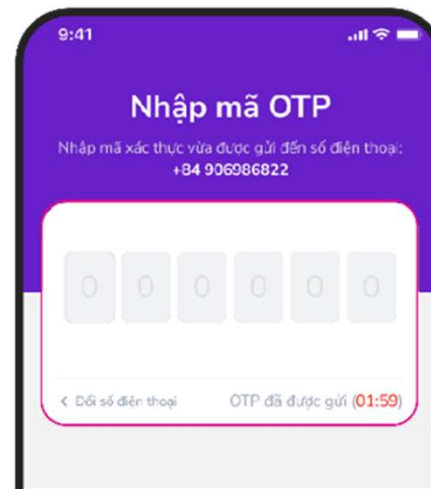 9:41
Nhập mã OTP
Nhập mã xác thực vừa được gửi đến số điện thoại:
+84 906986822
0 0 0 0 0 0
< Đổi số điện thoại OTP đã được gửi (01:59)